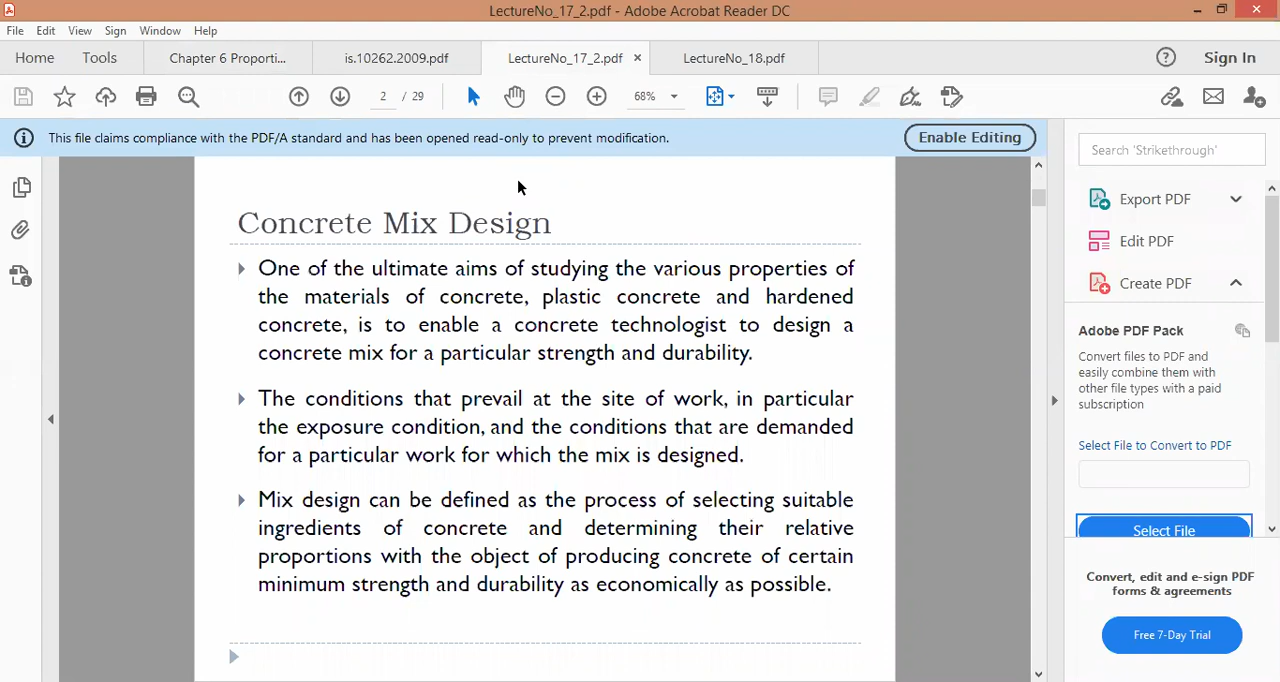 LectureNo_17_2.pdf - Adobe Acrobat Reader DC
File Edit View Sign Window Help
Home Tools Chapter 6 Proporti... is.10262.2009.pdf LectureNo_17_2.pdf × LectureNo_18.pdf Sign In
2 / 29 68%
This file claims compliance with the PDF/A standard and has been opened read-only to prevent modification. Enable Editing
Concrete Mix Design
One of the ultimate aims of studying the various properties of
the materials of concrete, plastic concrete and hardened
concrete, is to enable a concrete technologist to design a
concrete mix for a particular strength and durability.
The conditions that prevail at the site of work, in particular
the exposure condition, and the conditions that are demanded
for a particular work for which the mix is designed.
Mix design can be defined as the process of selecting suitable
ingredients of concrete and determining their relative
proportions with the object of producing concrete of certain
minimum strength and durability as economically as possible.
Search 'Strikethrough'
Export PDF
Edit PDF
Create PDF
Adobe PDF Pack
Convert files to PDF and
easily combine them with
other file types with a paid
subscription
Select File to Convert to PDF
Select File
Convert, edit and e-sign PDF
forms & agreements
Free 7-Day Trial